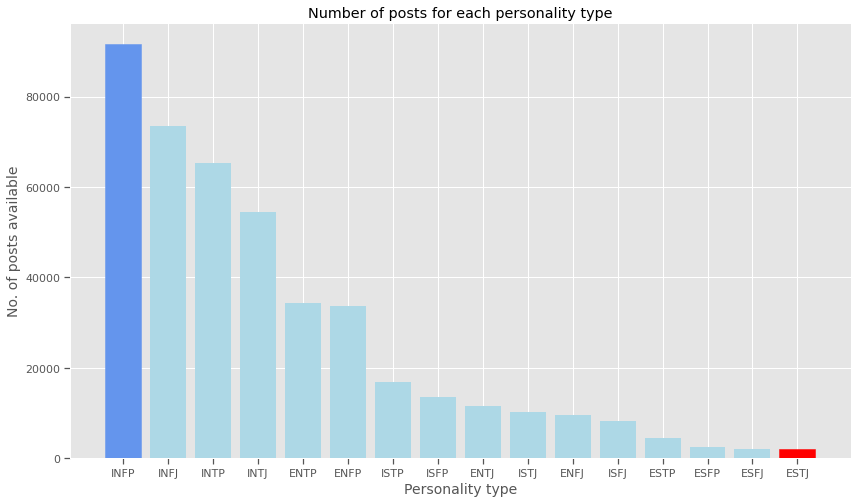 Number of posts for each personality type
No. of posts available
80000
60000
40000
20000
0
INFP INFJ INTP INTJ ENTP ENFP ISTP ISFP ENTJ ISTJ ENFJ ISFJ ESTP ESFP ESFJ ESTJ
Personality type